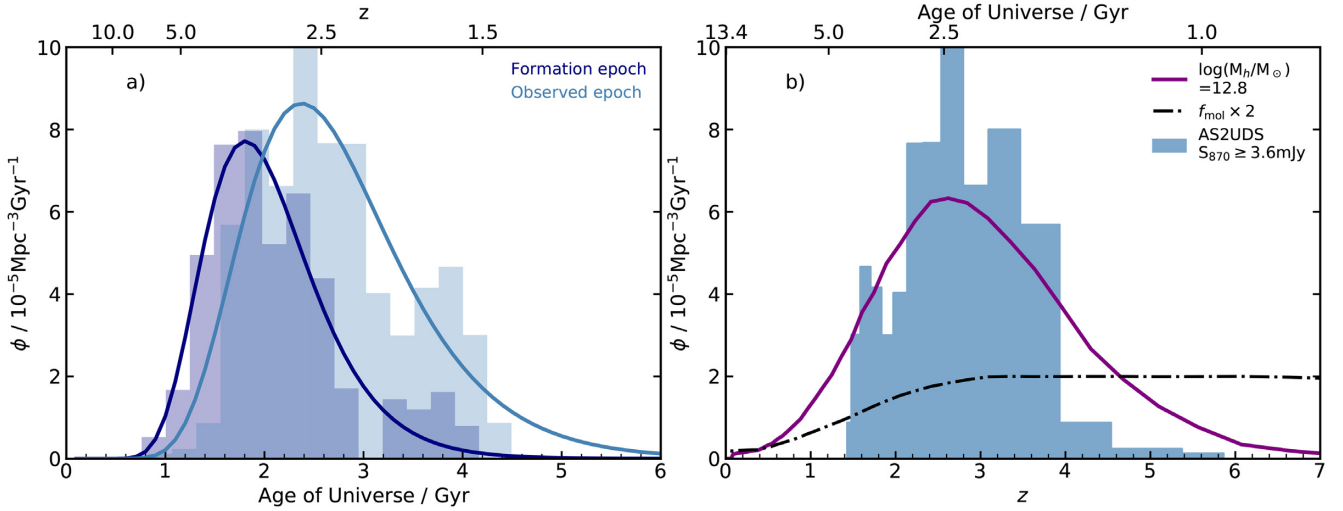 z
10.0 5.0 2.5 1.5
10
8
6
4
2
0
ϕ / 10⁻⁵Mpc⁻³Gyr⁻¹
a)
Formation epoch
Observed epoch
0 1 2 3 4 5 6
Age of Universe / Gyr
Age of Universe / Gyr
13.4 5.0 2.5 1.0
10
8
6
4
2
0
ϕ / 10⁻⁵Mpc⁻³Gyr⁻¹
b)
log(Mₕ/M⊙)
=12.8
f_mol × 2
AS2UDS
S₈₇₀ ≥ 3.6mJy
0 1 2 3 4 5 6 7
z